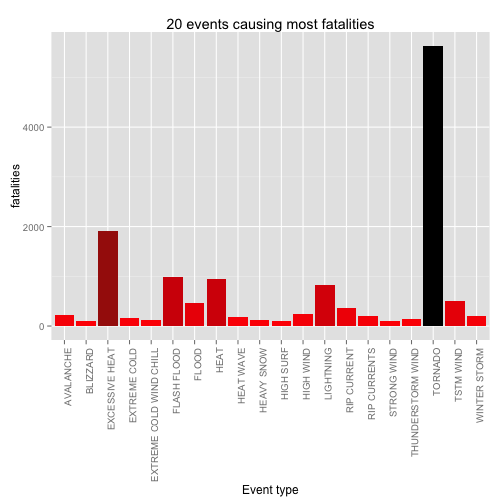 20 events causing most fatalities
fatalities
4000
2000
0
AVALANCHE
BLIZZARD
EXCESSIVE HEAT
EXTREME COLD
EXTREME COLD WIND CHILL
FLASH FLOOD
FLOOD
HEAT
HEAT WAVE
HEAVY SNOW
HIGH SURF
HIGH WIND
LIGHTNING
RIP CURRENT
RIP CURRENTS
STRONG WIND
THUNDERSTORM WIND
TORNADO
TSTM WIND
WINTER STORM
Event type